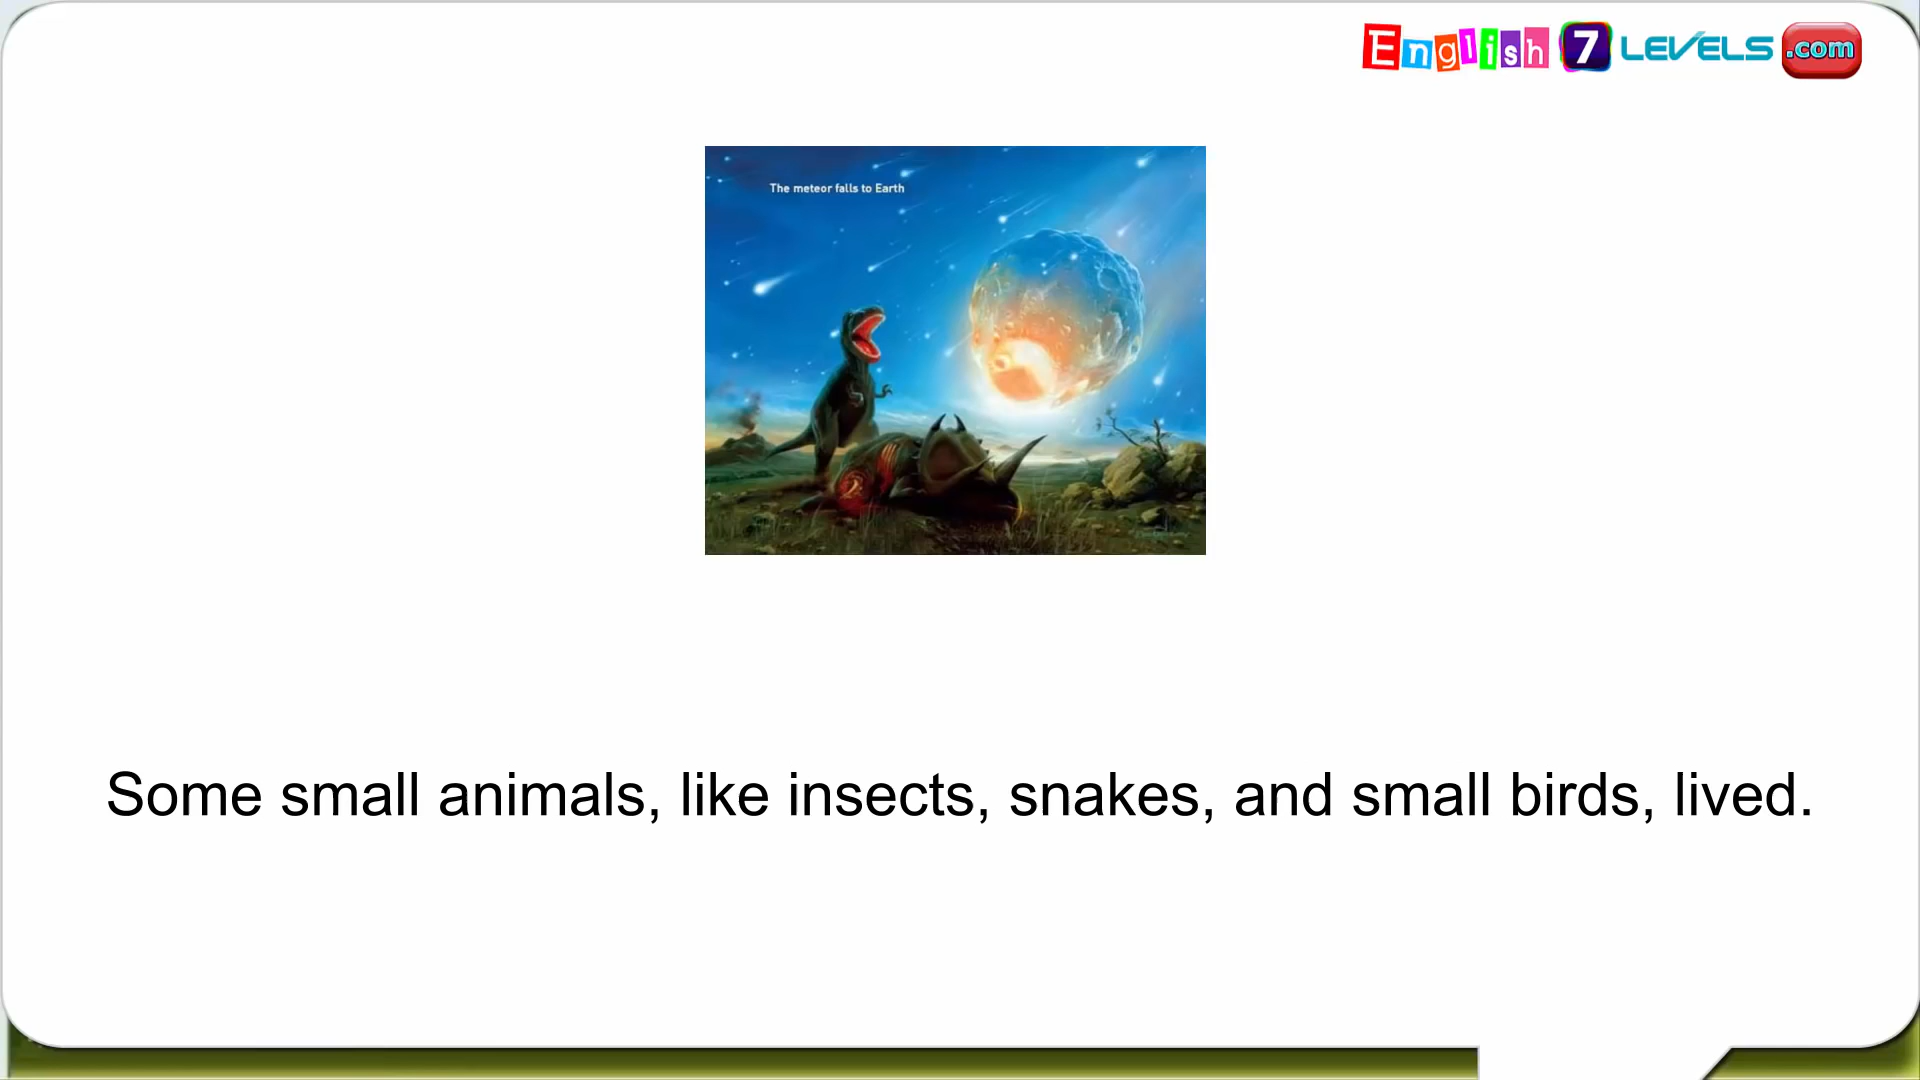 English 7 LEVELS .com
The meteor falls to Earth
Some small animals, like insects, snakes, and small birds, lived.